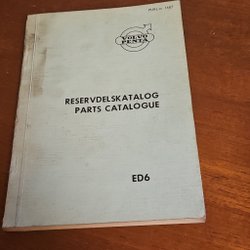 VOLVO
PENTA
RESERVDELSKATALOG
PARTS CATALOGUE
ED6